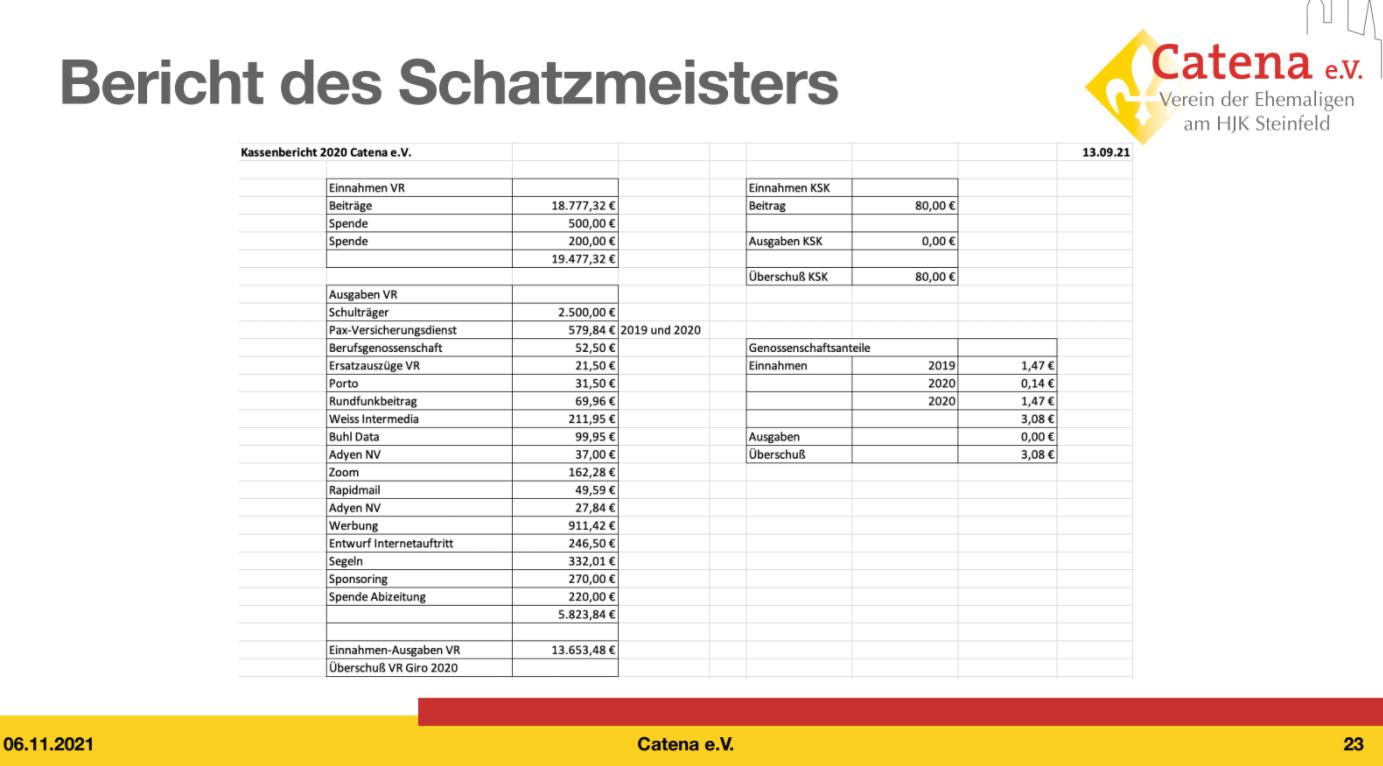 Bericht des Schatzmeisters
Catena e.V.
Verein der Ehemaligen
am HJK Steinfeld
Kassenbericht 2020 Catena e.V. 13.09.21
Einnahmen VR
Beiträge 18.777,32 €
Spende 500,00 €
Spende 200,00 €
19.477,32 €
Ausgaben VR
Schulträger 2.500,00 €
Pax-Versicherungsdienst 579,84 € 2019 und 2020
Berufsgenossenschaft 52,50 €
Ersatzauszüge VR 21,50 €
Porto 31,50 €
Rundfunkbeitrag 69,96 €
Weiss Intermedia 211,95 €
Buhl Data 99,95 €
Adyen NV 37,00 €
Zoom 162,28 €
Rapidmail 49,59 €
Adyen NV 27,84 €
Werbung 911,42 €
Entwurf Internetauftritt 246,50 €
Segeln 332,01 €
Sponsoring 270,00 €
Spende Abizeitung 220,00 €
5.823,84 €
Einnahmen-Ausgaben VR 13.653,48 €
Überschuß VR Giro 2020
Einnahmen KSK
Beitrag 80,00 €
Ausgaben KSK 0,00 €
Überschuß KSK 80,00 €
Genossenschaftsanteile
Einnahmen 2019 1,47 €
2020 0,14 €
2020 1,47 €
3,08 €
Ausgaben 0,00 €
Überschuß 3,08 €
06.11.2021 Catena e.V. 23